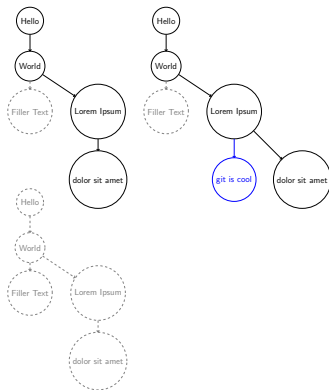 Hello
World
Filler Text
Lorem Ipsum
dolor sit amet
Hello
World
Filler Text
Lorem Ipsum
git is cool
dolor sit amet
Hello
World
Filler Text
Lorem Ipsum
dolor sit amet